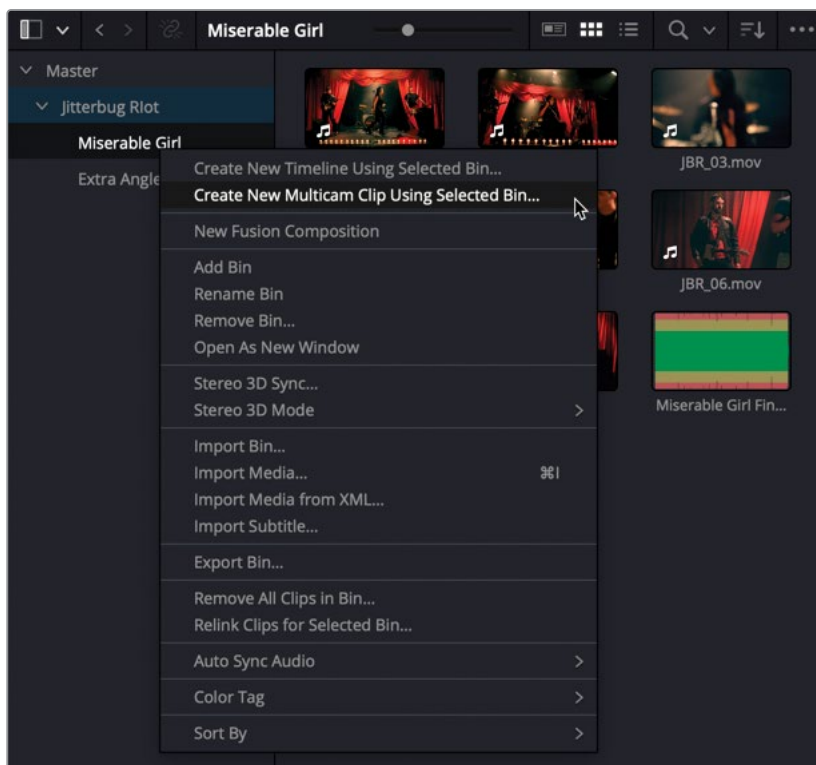 Miserable Girl
Master
Jitterbug RIot
Miserable Girl
Extra Angle
JBR_03.mov
JBR_06.mov
Miserable Girl Fin...
Create New Timeline Using Selected Bin...
Create New Multicam Clip Using Selected Bin...
New Fusion Composition
Add Bin
Rename Bin
Remove Bin...
Open As New Window
Stereo 3D Sync...
Stereo 3D Mode
Import Bin...
Import Media... ⌘I
Import Media from XML...
Import Subtitle...
Export Bin...
Remove All Clips in Bin...
Relink Clips for Selected Bin...
Auto Sync Audio
Color Tag
Sort By